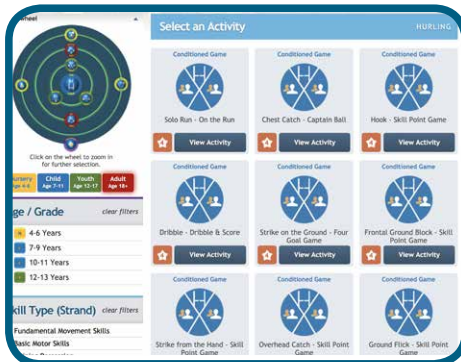 wheel
Click on the wheel to zoom in
for further selection.
Nursery
Age 4-6
Child
Age 7-11
Youth
Age 12-17
Adult
Age 18+
ge / Grade clear filters
4-6 Years
7-9 Years
10-11 Years
12-13 Years
kill Type (Strand) clear filters
Fundamental Movement Skills
Basic Motor Skills
Select an Activity HURLING
Conditioned Game
Solo Run - On the Run
View Activity
Conditioned Game
Chest Catch - Captain Ball
View Activity
Conditioned Game
Hook - Skill Point Game
View Activity
Conditioned Game
Dribble - Dribble & Score
View Activity
Conditioned Game
Strike on the Ground - Four
Goal Game
View Activity
Conditioned Game
Frontal Ground Block - Skill
Point Game
View Activity
Conditioned Game
Strike from the Hand - Skill
Point Game
Conditioned Game
Overhead Catch - Skill Point
Game
Conditioned Game
Ground Flick - Skill Point
Game